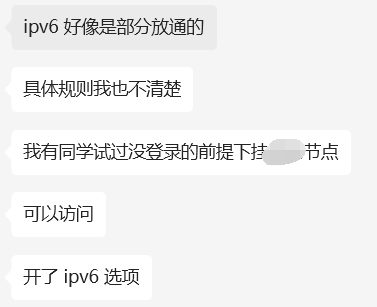 ipv6 好像是部分放通的
具体规则我也不清楚
我有同学试过没登录的前提下挂节点
可以访问
开了 ipv6 选项